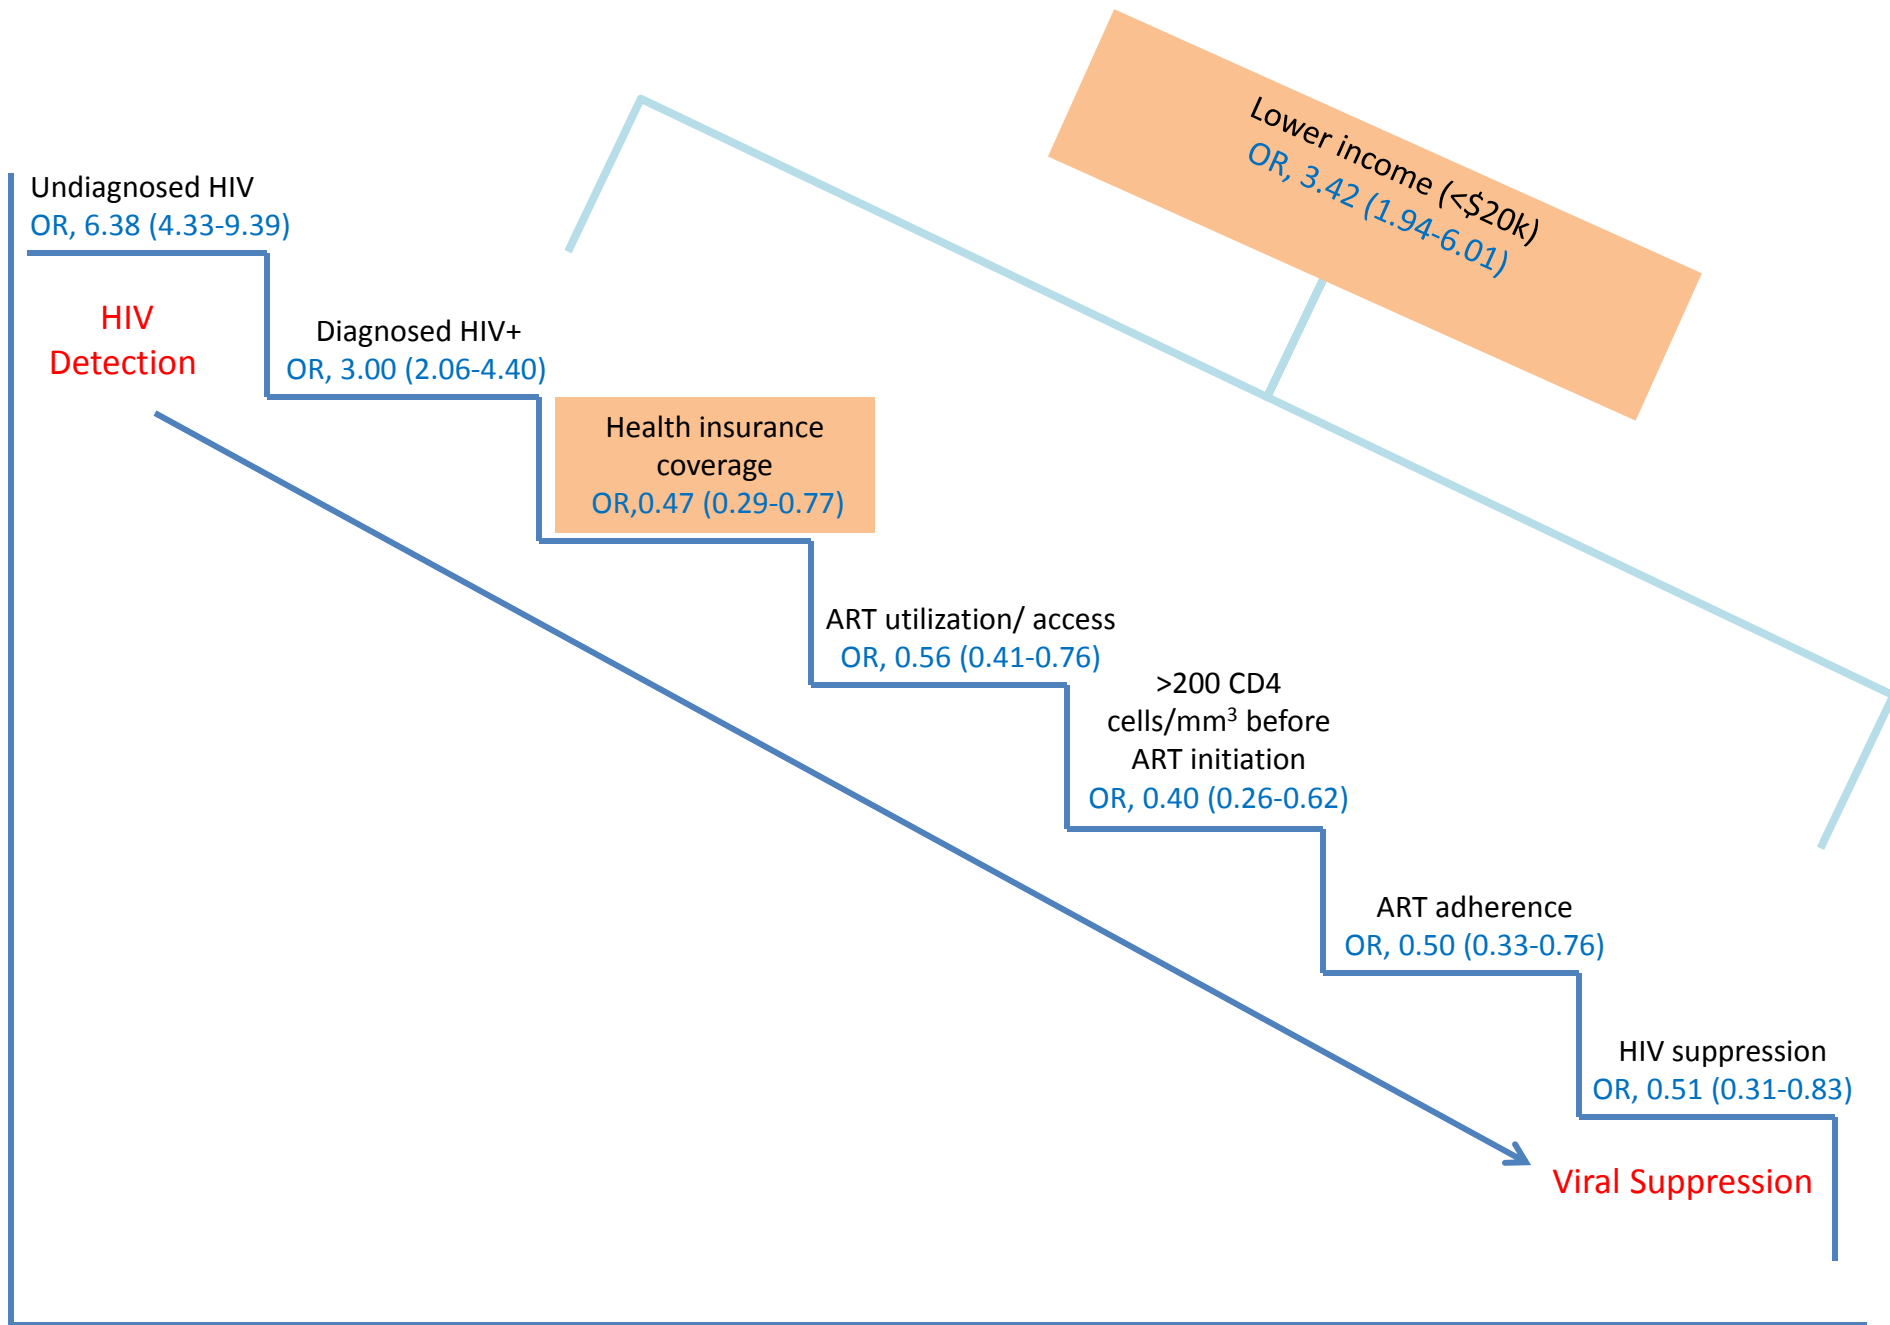 Lower income (<$20k)
OR, 3.42 (1.94-6.01)
Undiagnosed HIV
OR, 6.38 (4.33-9.39)
HIV
Detection
Diagnosed HIV+
OR, 3.00 (2.06-4.40)
Health insurance
coverage
OR,0.47 (0.29-0.77)
ART utilization/ access
OR, 0.56 (0.41-0.76)
>200 CD4
cells/mm³ before
ART initiation
OR, 0.40 (0.26-0.62)
ART adherence
OR, 0.50 (0.33-0.76)
HIV suppression
OR, 0.51 (0.31-0.83)
Viral Suppression